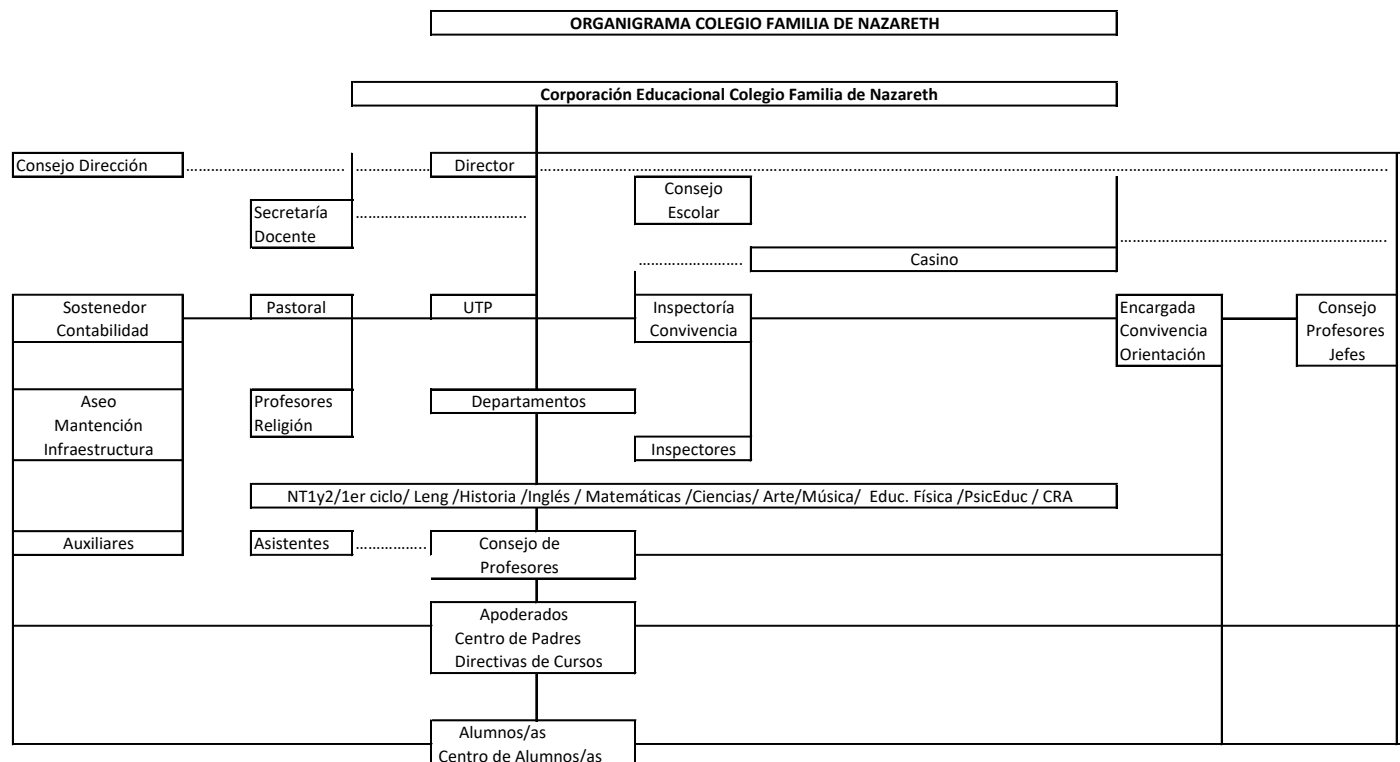 ORGANIGRAMA COLEGIO FAMILIA DE NAZARETH
Corporación Educacional Colegio Familia de Nazareth
Consejo Dirección
Director
Consejo
Escolar
Secretaría
Docente
Casino
Sostenedor
Contabilidad
Pastoral
UTP
Inspectoría
Convivencia
Encargada
Convivencia
Orientación
Consejo
Profesores
Jefes
Aseo
Mantención
Infraestructura
Profesores
Religión
Departamentos
Inspectores
NT1y2/1er ciclo/ Leng /Historia /Inglés / Matemáticas /Ciencias/ Arte/Música/ Educ. Física /PsicEduc / CRA
Auxiliares
Asistentes
Consejo de
Profesores
Apoderados
Centro de Padres
Directivas de Cursos
Alumnos/as
Centro de Alumnos/as